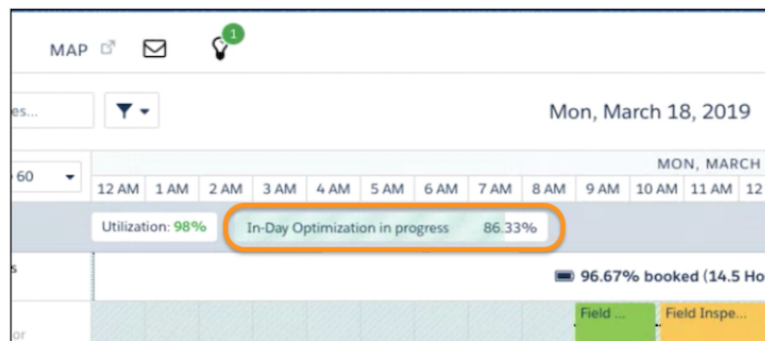 MAP 1
es...
Mon, March 18, 2019
60 MON, MARCH
12 AM 1 AM 2 AM 3 AM 4 AM 5 AM 6 AM 7 AM 8 AM 9 AM 10 AM 11 AM 12
Utilization: 98% In-Day Optimization in progress 86.33%
s 96.67% booked (14.5 Ho
Field ... Field Inspe...
or